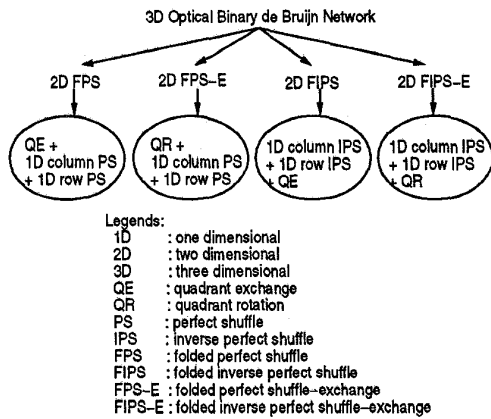 3D Optical Binary de Bruijn Network
2D FPS 2D FPS-E 2D FIPS 2D FIPS-E
QE +
1D column PS
+ 1D row PS
QR +
1D column PS
+ 1D row PS
1D column IPS
+ 1D row IPS
+ QE
1D column IPS
+ 1D row IPS
+ QR
Legends:
1D : one dimensional
2D : two dimensional
3D : three dimensional
QE : quadrant exchange
QR : quadrant rotation
PS : perfect shuffle
IPS : inverse perfect shuffle
FPS : folded perfect shuffle
FIPS : folded inverse perfect shuffle
FPS-E : folded perfect shuffle-exchange
FIPS-E : folded inverse perfect shuffle-exchange